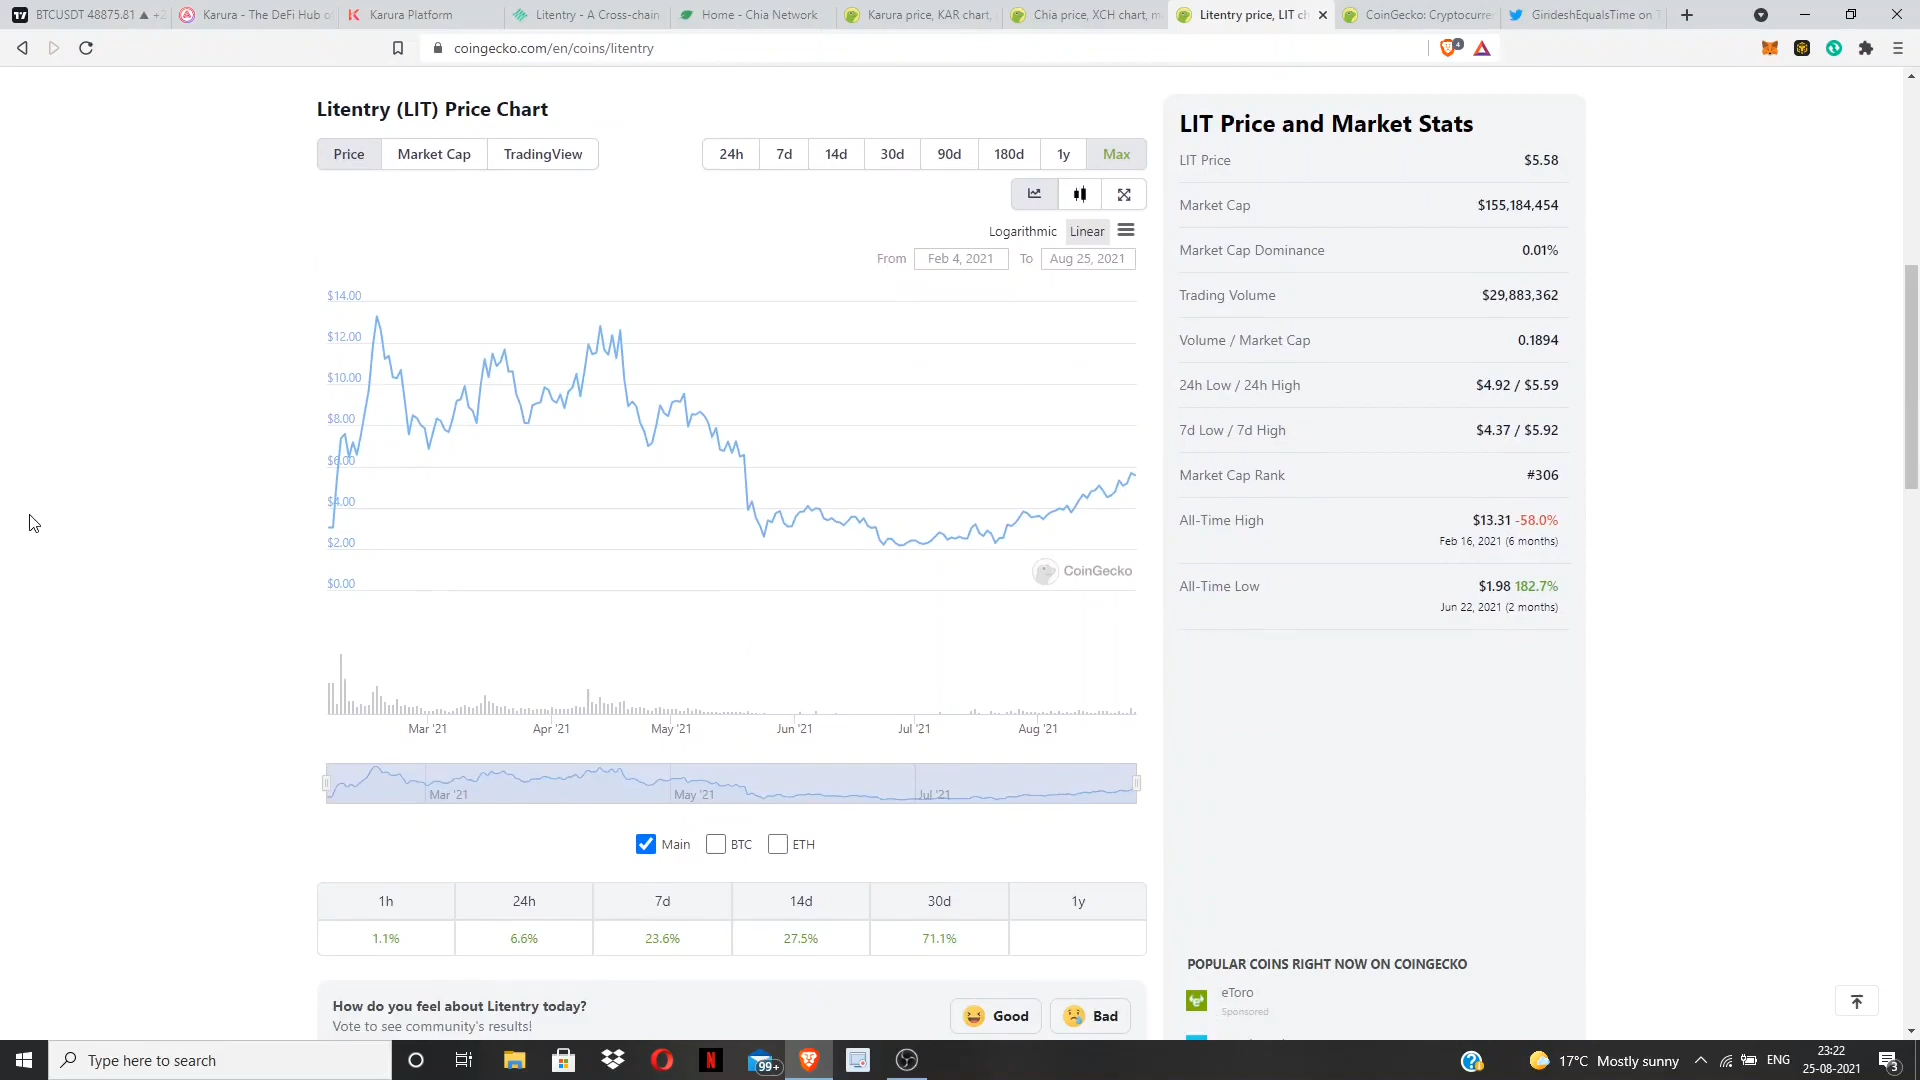 BTCUSDT 48875.81 ▲ +2
Karura - The DeFi Hub o
Karura Platform
Litentry - A Cross-chain
Home - Chia Network
Karura price, KAR chart,
Chia price, XCH chart, m
Litentry price, LIT ch
CoinGecko: Cryptocurre
GirideshEqualsTime on T
coingecko.com/en/coins/litentry
4
Litentry (LIT) Price Chart
Price Market Cap TradingView
24h 7d 14d 30d 90d 180d 1y Max
Logarithmic Linear
From Feb 4, 2021 To Aug 25, 2021
$14.00
$12.00
$10.00
$8.00
$6.00
$4.00
$2.00
$0.00
CoinGecko
Mar '21 Apr '21 May '21 Jun '21 Jul '21 Aug '21
Mar '21 May '21 Jul '21
Main BTC ETH
1h 24h 7d 14d 30d 1y
1.1% 6.6% 23.6% 27.5% 71.1%
How do you feel about Litentry today?
Vote to see community's results!
Good Bad
LIT Price and Market Stats
LIT Price $5.58
Market Cap $155,184,454
Market Cap Dominance 0.01%
Trading Volume $29,883,362
Volume / Market Cap 0.1894
24h Low / 24h High $4.92 / $5.59
7d Low / 7d High $4.37 / $5.92
Market Cap Rank #306
All-Time High $13.31 -58.0%
Feb 16, 2021 (6 months)
All-Time Low $1.98 182.7%
Jun 22, 2021 (2 months)
POPULAR COINS RIGHT NOW ON COINGECKO
eToro
Sponsored
Type here to search
99+
17°C Mostly sunny
ENG
23:22
25-08-2021
3